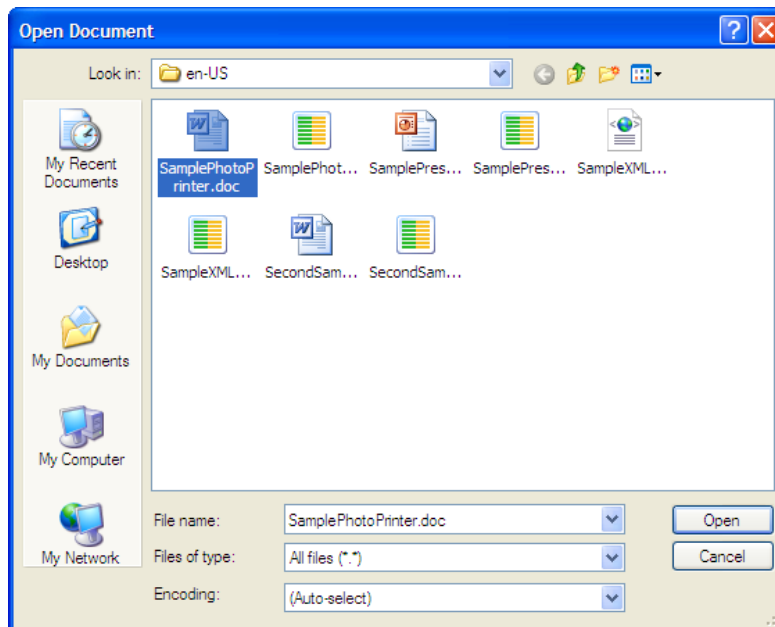 Open Document
Look in: en-US
My Recent
Documents
Desktop
My Documents
My Computer
My Network
SamplePhotoP
rinter.doc
SamplePhot...
SamplePres...
SamplePres...
SampleXML...
SampleXML...
SecondSam...
SecondSam...
File name: SamplePhotoPrinter.doc
Open
Files of type: All files (*.*)
Cancel
Encoding: (Auto-select)